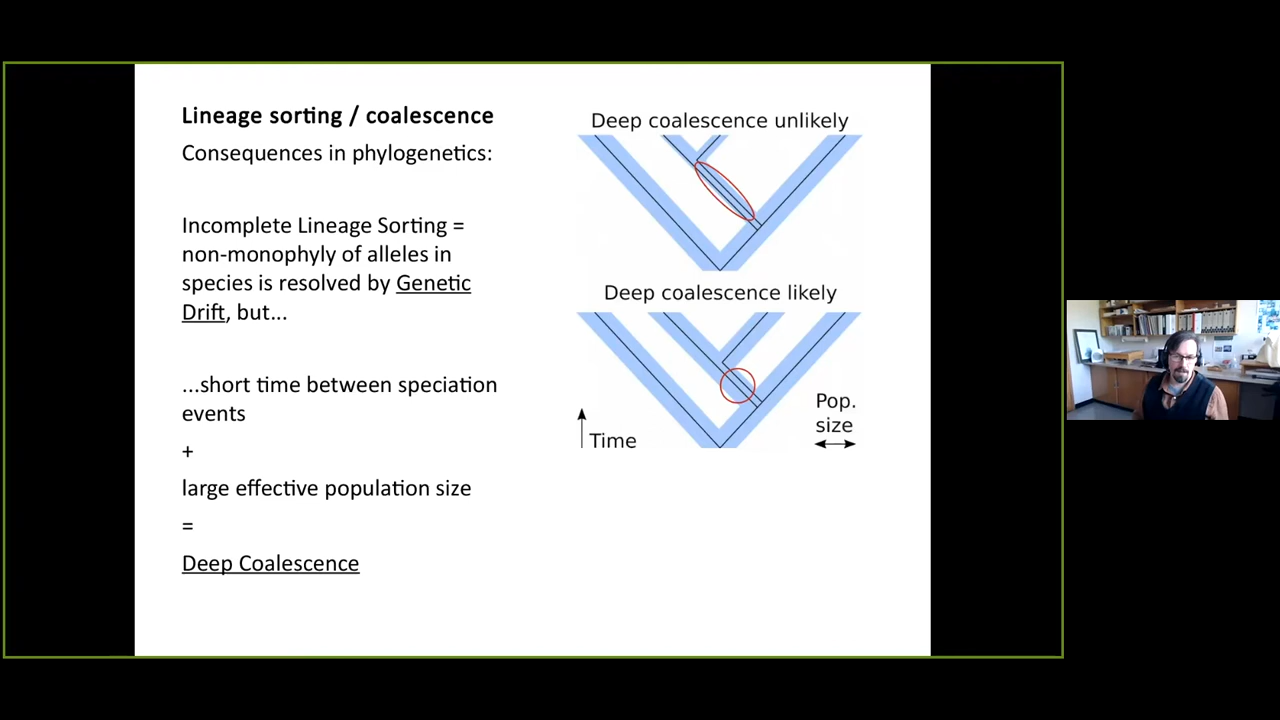 Lineage sorting / coalescence
Consequences in phylogenetics:
Incomplete Lineage Sorting =
non-monophyly of alleles in
species is resolved by Genetic
Drift, but...
...short time between speciation
events
+
large effective population size
=
Deep Coalescence
Deep coalescence unlikely
Deep coalescence likely
Time
Pop.
size